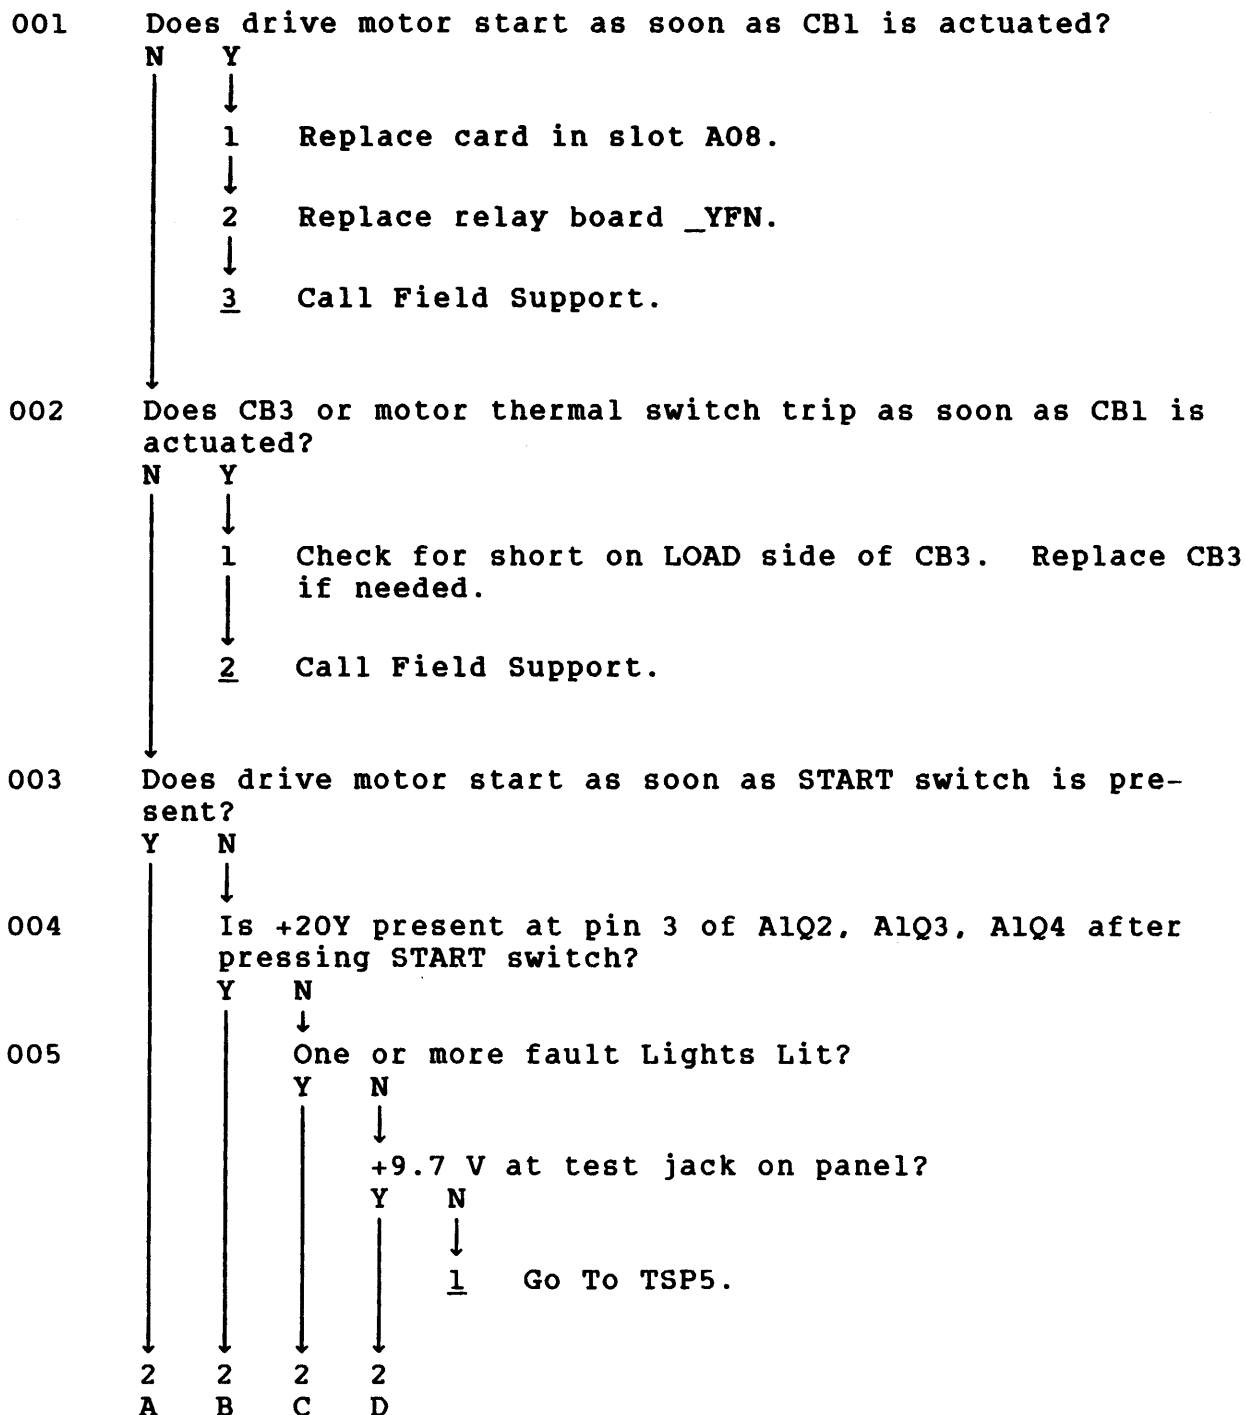 001 Does drive motor start as soon as CB1 is actuated?
N Y
1 Replace card in slot A08.
2 Replace relay board _YFN.
3 Call Field Support.
002 Does CB3 or motor thermal switch trip as soon as CB1 is
actuated?
N Y
1 Check for short on LOAD side of CB3. Replace CB3
if needed.
2 Call Field Support.
003 Does drive motor start as soon as START switch is pre-
sent?
Y N
004 Is +20Y present at pin 3 of A1Q2, A1Q3, A1Q4 after
pressing START switch?
Y N
005 One or more fault Lights Lit?
Y N
+9.7 V at test jack on panel?
Y N
1 Go To TSP5.
2 2 2 2
A B C D